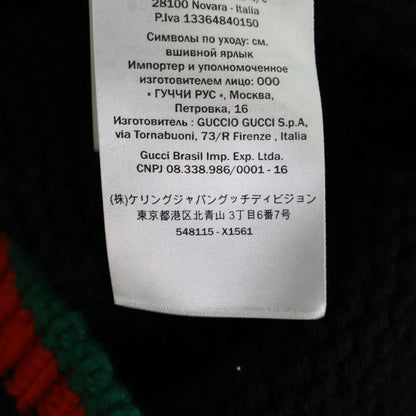 28100 Novara - Italia
P.Iva 13364840150
Символы по уходу: см.
вшивной ярлык
Импортер и уполномоченное
изготовителем лицо: ООО
« ГУЧЧИ РУС », Москва,
Петровка, 16
Изготовитель: GUCCIO GUCCI S.p.A,
via Tornabuoni, 73/R Firenze , Italia
Gucci Brasil Imp. Exp. Ltda.
CNPJ 08.338.986/0001 - 16
(株)ケリングジャパングッチディビジョン
東京都港区北青山 3丁目6番7号
548115 - X1561